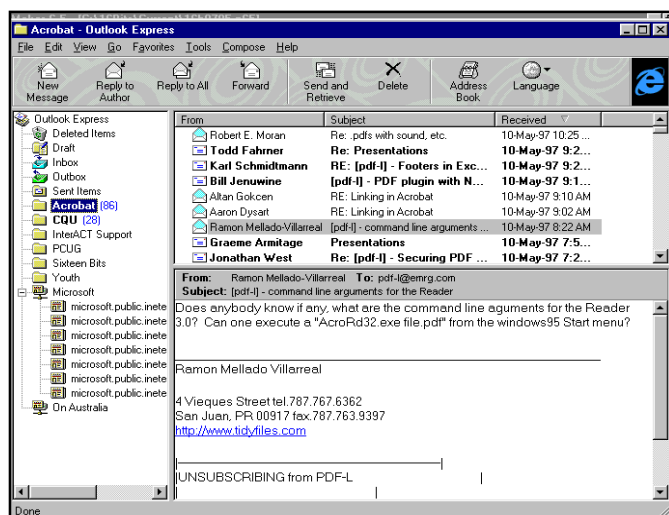 Acrobat - Outlook Express
File Edit View Go Favorites Tools Compose Help
New Message
Reply to Author
Reply to All
Forward
Send and Retrieve
Delete
Address Book
Language
Outlook Express
Deleted Items
Draft
Inbox
Outbox
Sent Items
Acrobat (86)
CQU (28)
InterACT Support
PCUG
Sixteen Bits
Youth
Microsoft
microsoft.public.inete
microsoft.public.inete
microsoft.public.inete
microsoft.public.inete
microsoft.public.inete
microsoft.public.inete
microsoft.public.inete
On Australia
From Subject Received
Robert E. Moran Re: .pdfs with sound, etc. 10-May-97 10:25 ...
Todd Fahrner Re: Presentations 10-May-97 9:2...
Karl Schmidtmann RE: [pdf-l] - Footers in Exc... 10-May-97 9:2...
Bill Jenuwine [pdf-l] - PDF plugin with N... 10-May-97 9:1...
Altan Gokcen RE: Linking in Acrobat 10-May-97 9:10 AM
Aaron Dysart RE: Linking in Acrobat 10-May-97 9:02 AM
Ramon Mellado-Villarreal [pdf-l] - command line arguments ... 10-May-97 8:22 AM
Graeme Armitage Presentations 10-May-97 7:5...
Jonathan West Re: [pdf-l] - Securing PDF ... 10-May-97 7:2...
From: Ramon Mellado-Villarreal To: pdf-l@emrg.com
Subject: [pdf-l] - command line arguments for the Reader
Does anybody know if any, what are the command line aguments for the Reader
3.0? Can one execute a "AcroRd32.exe file.pdf" from the windows95 Start menu?
Ramon Mellado Villarreal
4 Vieques Street tel.787.767.6362
San Juan, PR 00917 fax.787.763.9397
http://www.tidyfiles.com
|UNSUBSCRIBING from PDF-L |
Done